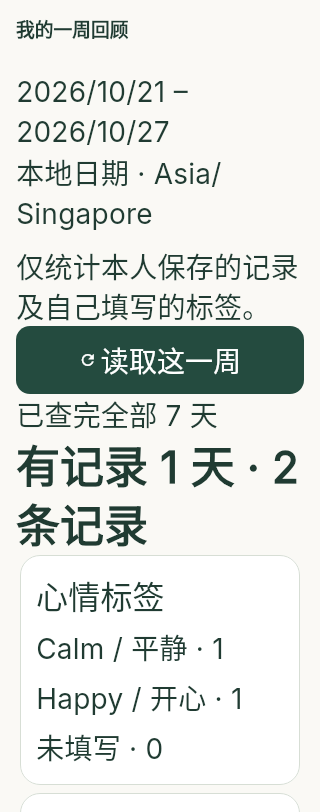 我的一周回顾
2026/10/21 –
2026/10/27
本地日期 · Asia/
Singapore
仅统计本人保存的记录
及自己填写的标签。
读取这一周
已查完全部 7 天
有记录 1 天 · 2
条记录
心情标签
Calm / 平静 · 1
Happy / 开心 · 1
未填写 · 0